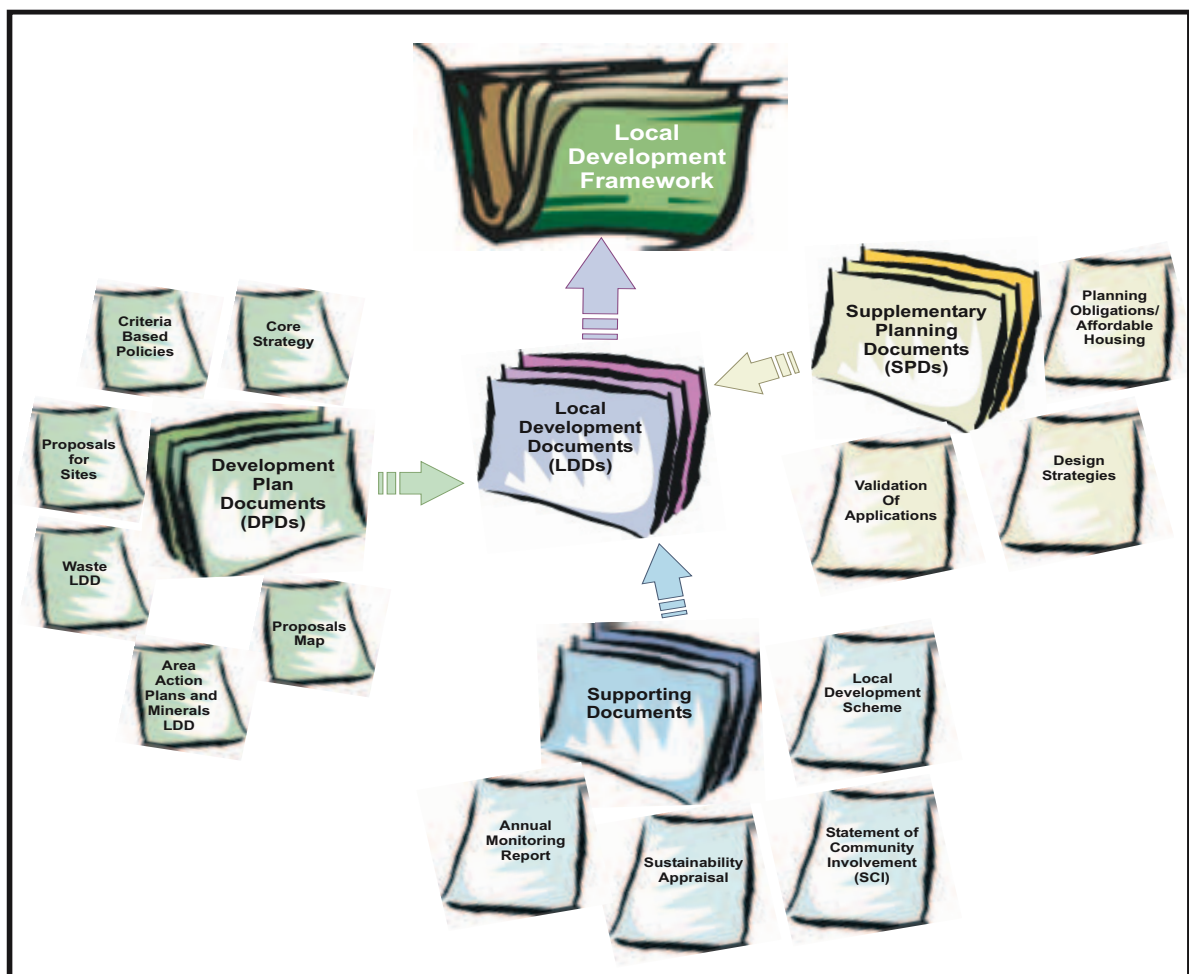 Local
Development
Framework
Supplementary
Planning
Documents
(SPDs)
Planning
Obligations/
Affordable
Housing
Criteria
Based
Policies
Core
Strategy
Local
Development
Documents
(LDDs)
Proposals
for
Sites
Development
Plan
Documents
(DPDs)
Design
Strategies
Validation
Of
Applications
Waste
LDD
Proposals
Map
Area
Action
Plans and
Minerals
LDD
Supporting
Documents
Local
Development
Scheme
Annual
Monitoring
Report
Sustainability
Appraisal
Statement of
Community
Involvement
(SCI)